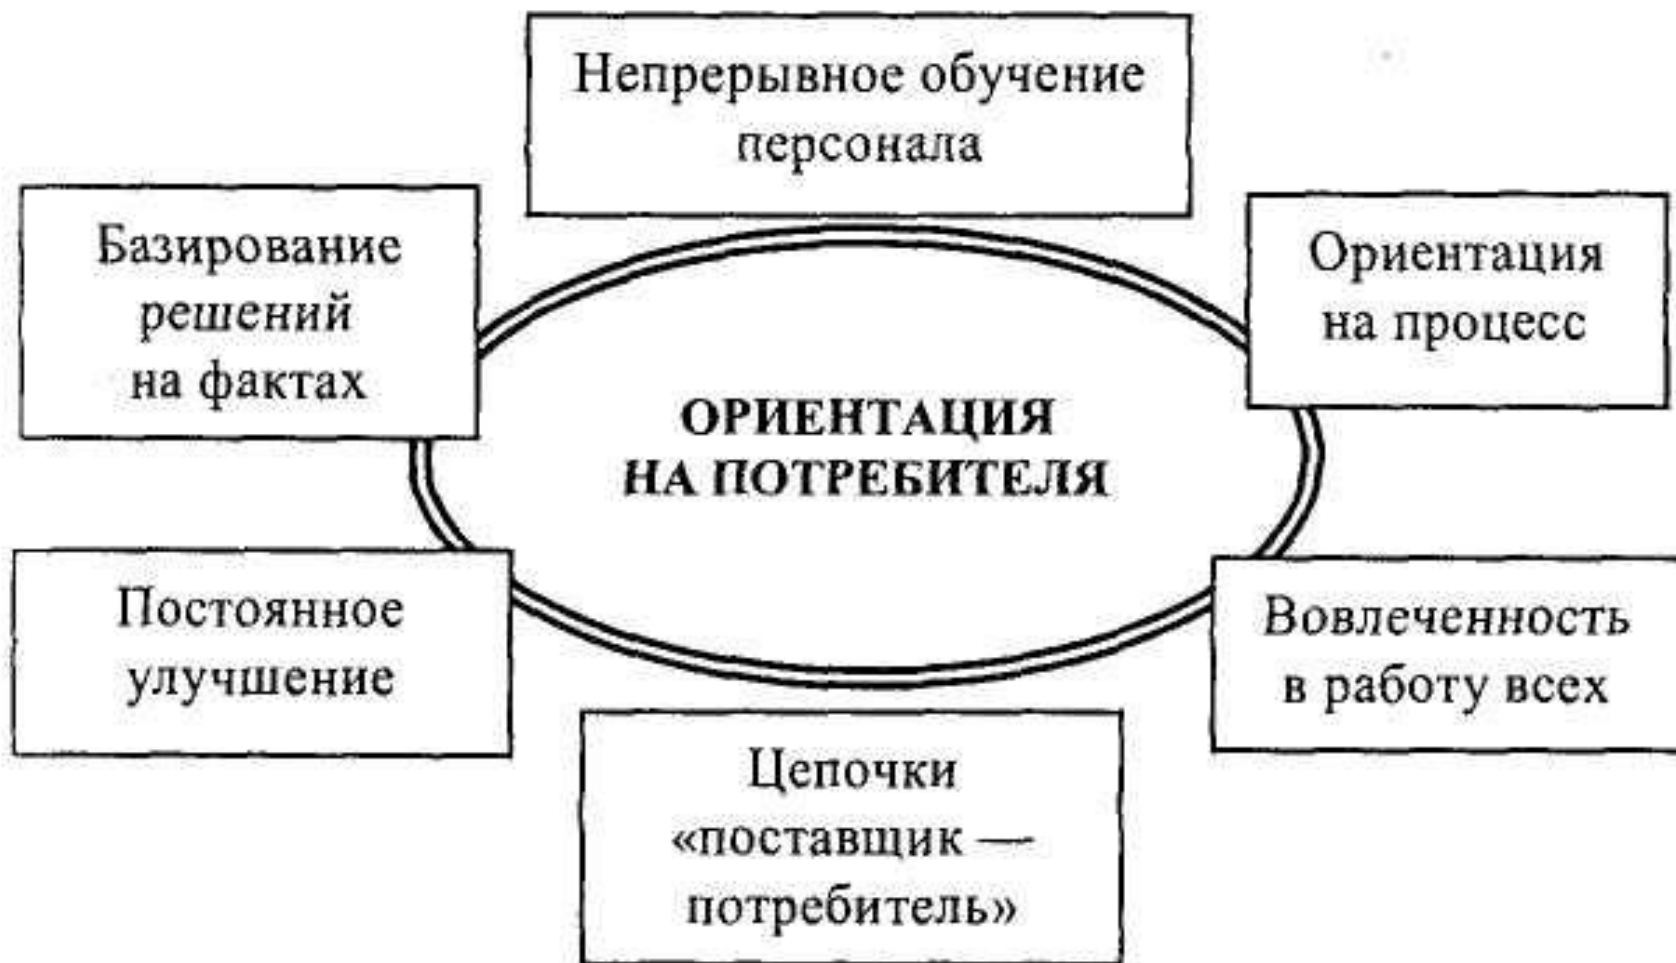 Непрерывное обучение
персонала
Базирование
решений
на фактах
Ориентация
на процесс
ОРИЕНТАЦИЯ
НА ПОТРЕБИТЕЛЯ
Постоянное
улучшение
Вовлеченность
в работу всех
Цепочки
«поставщик —
потребитель»